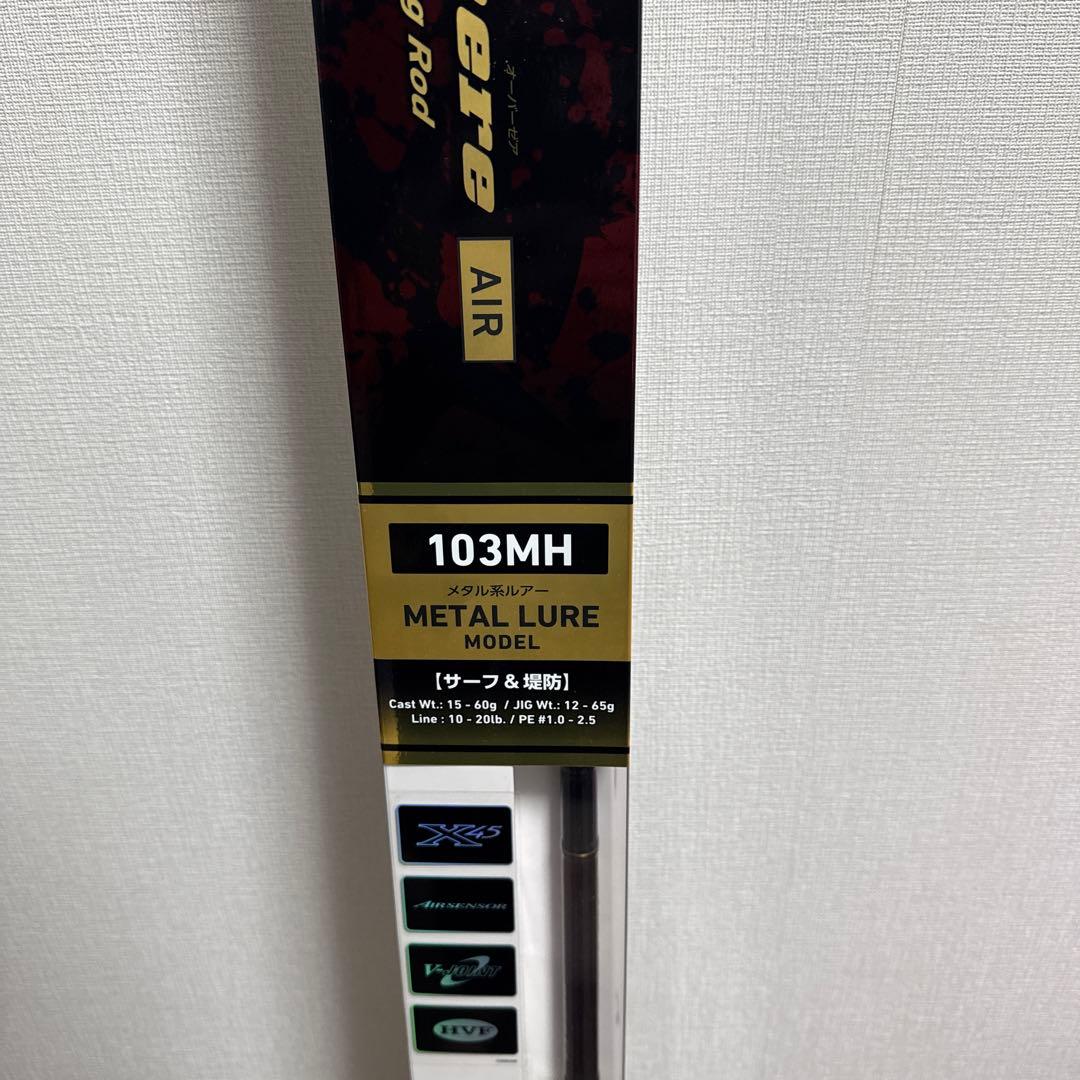 ere
オーバーゼア
g Rod
AIR
103MH
メタル系ルアー
METAL LURE
MODEL
【サーフ & 堤防】
Cast Wt.: 15 - 60g / JIG Wt.: 12 - 65g
Line : 10 - 20lb. / PE #1.0 - 2.5
X45
AIRSENSOR
V-JOINT
HVF